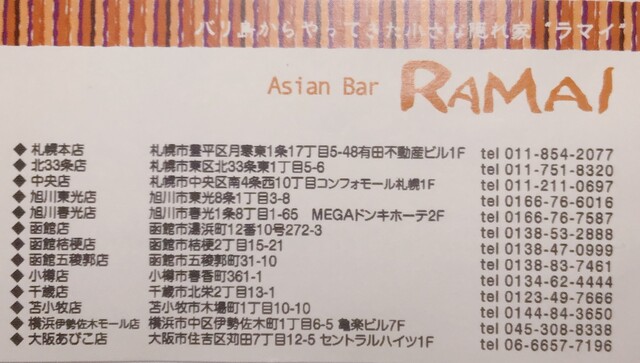 バリ島からやってきた小さな隠れ家 "ラマイ"
Asian Bar RAMAI
◆ 札幌本店 札幌市豊平区月寒東1条17丁目5-48有田不動産ビル1F tel 011-854-2077
◆ 北33条店 札幌市東区北33条東1丁目5-6 tel 011-751-8320
◆ 中央店 札幌市中央区南4条西10丁目コンフォモール札幌1F tel 011-211-0697
◆ 旭川東光店 旭川市東光8条1丁目3-8 tel 0166-76-6016
◆ 旭川春光店 旭川市春光1条8丁目1-65 MEGAドンキホーテ2F tel 0166-76-7587
◆ 函館店 函館市湯浜町12番10号272-3 tel 0138-53-2888
◆ 函館桔梗店 函館市桔梗2丁目15-21 tel 0138-47-0999
◆ 函館五稜郭店 函館市五稜郭町31-10 tel 0138-83-7461
◆ 小樽店 小樽市春香町361-1 tel 0134-62-4444
◆ 千歳店 千歳市北栄2丁目13-1 tel 0123-49-7666
◆ 苫小牧店 苫小牧市木場町1丁目10-10 tel 0144-84-3650
◆ 横浜伊勢佐木モール店 横浜市中区伊勢佐木町1丁目6-5 亀楽ビル7F tel 045-308-8338
◆ 大阪あびこ店 大阪市住吉区苅田7丁目12-5 セントラルハイツ1F tel 06-6657-7196